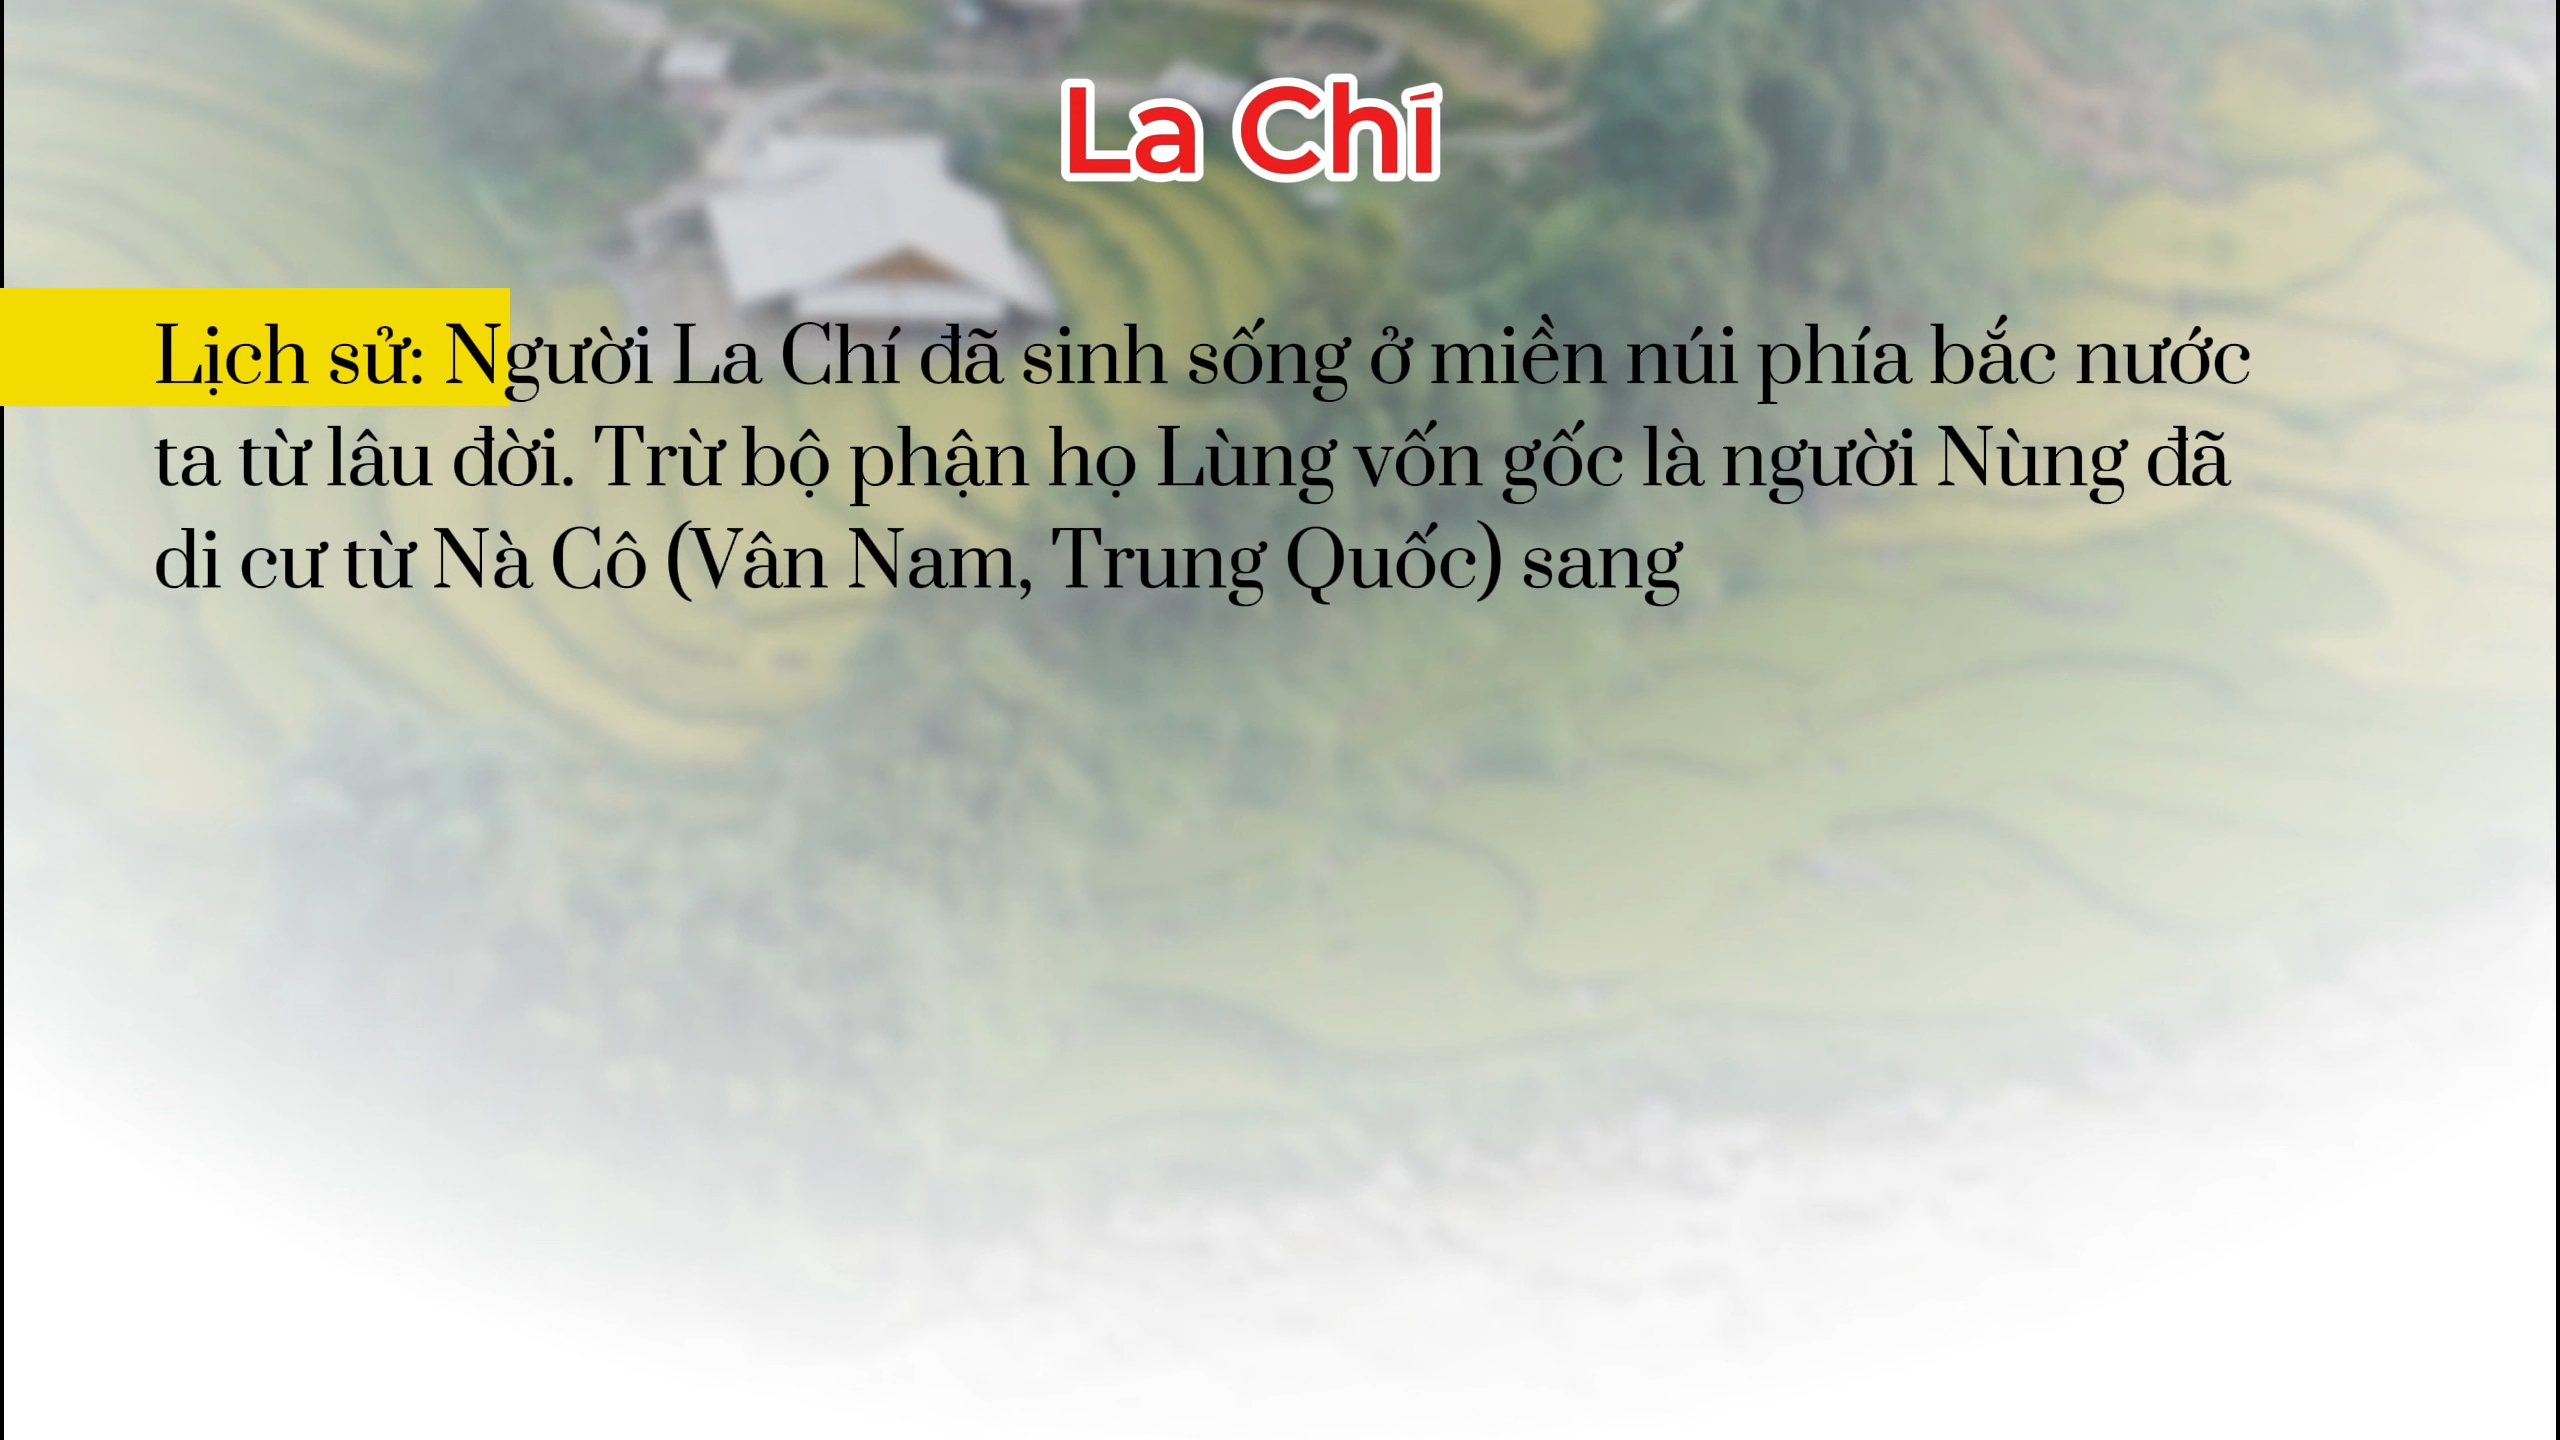 La Chí
Lịch sử: Người La Chí đã sinh sống ở miền núi phía bắc nước
ta từ lâu đời. Trừ bộ phận họ Lùng vốn gốc là người Nùng đã
di cư từ Nà Cô (Vân Nam, Trung Quốc) sang